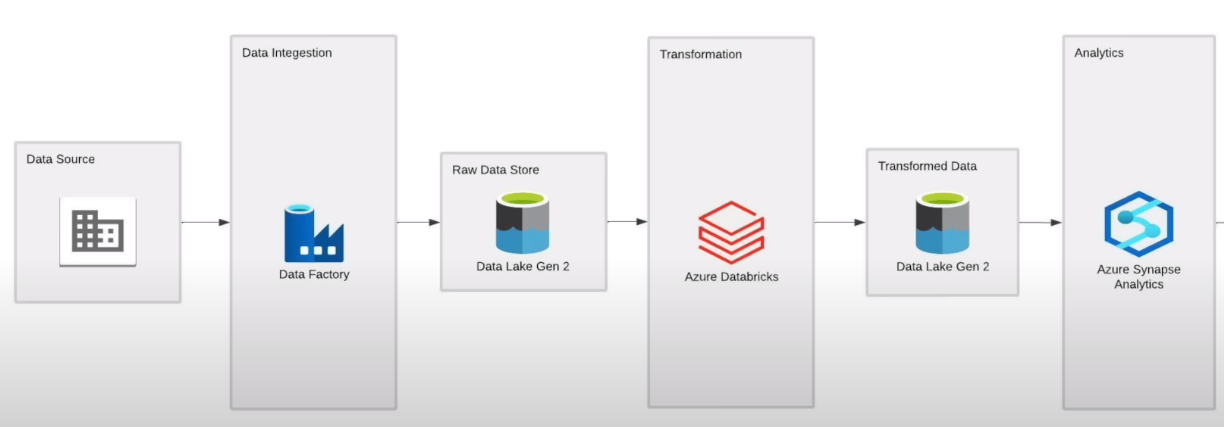 Data Source
Data Integestion
Data Factory
Raw Data Store
Data Lake Gen 2
Transformation
Azure Databricks
Transformed Data
Data Lake Gen 2
Analytics
Azure Synapse
Analytics